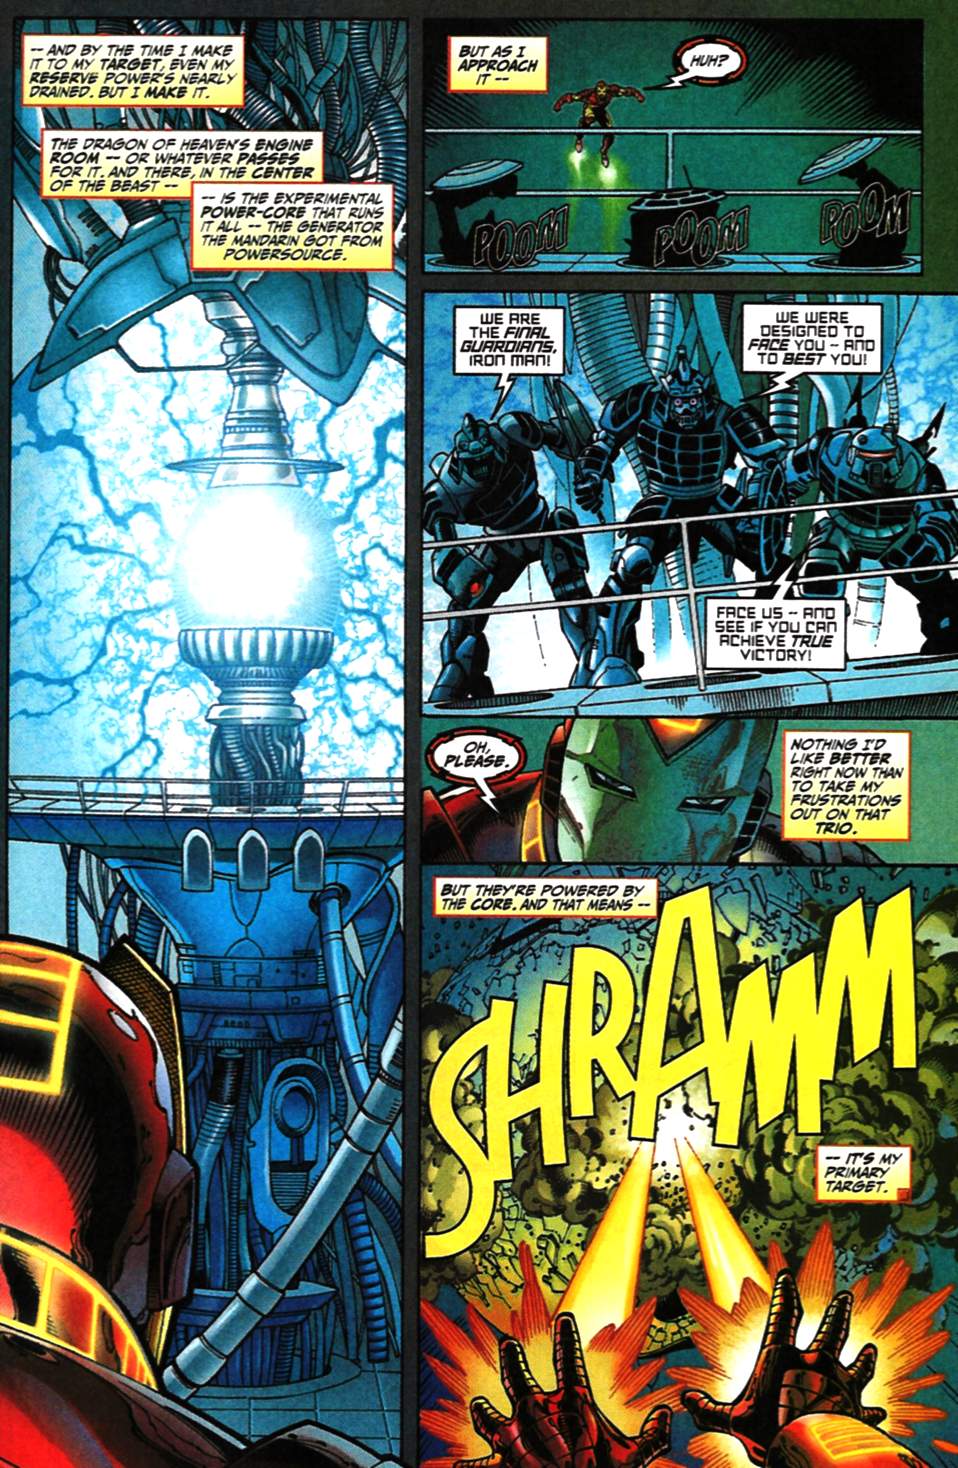 -- AND BY THE TIME I MAKE
IT TO MY TARGET, EVEN MY
RESERVE POWER'S NEARLY
DRAINED. BUT I MAKE IT.
THE DRAGON OF HEAVEN'S ENGINE
ROOM -- OR WHATEVER PASSES
FOR IT. AND THERE, IN THE CENTER
OF THE BEAST --
-- IS THE EXPERIMENTAL
POWER-CORE THAT RUNS
IT ALL -- THE GENERATOR
THE MANDARIN GOT FROM
POWERSOURCE.
BUT AS I
APPROACH
IT --
HUH?
POOM
POOM
POOM
WE ARE
THE FINAL
GUARDIANS,
IRON MAN!
WE WERE
DESIGNED TO
FACE YOU -- AND
TO BEST YOU!
FACE US -- AND
SEE IF YOU CAN
ACHIEVE TRUE
VICTORY!
OH,
PLEASE.
NOTHING I'D
LIKE BETTER
RIGHT NOW THAN
TO TAKE MY
FRUSTRATIONS
OUT ON THAT
TRIO.
BUT THEY'RE POWERED BY
THE CORE. AND THAT MEANS --
SHRAMM
-- IT'S MY
PRIMARY
TARGET.